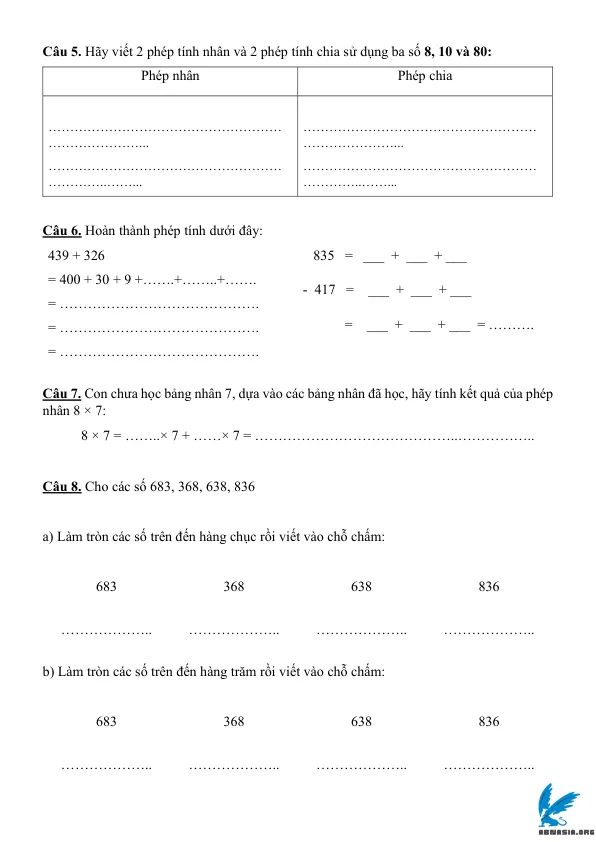 Câu 5. Hãy viết 2 phép tính nhân và 2 phép tính chia sử dụng ba số 8, 10 và 80:
Phép nhân Phép chia
…………………………………………… ……………………………………………
…………………... …………………...
…………………………………………… ……………………………………………
………….……... ………….……...
Câu 6. Hoàn thành phép tính dưới đây:
439 + 326 835 = ___ + ___ + ___
= 400 + 30 + 9 +…….+……..+…….
- 417 = ___ + ___ + ___
= …………………………………….
= ……………………………………. = ___ + ___ + ___ = ……….
= …………………………………….
Câu 7. Con chưa học bảng nhân 7, dựa vào các bảng nhân đã học, hãy tính kết quả của phép
nhân 8 × 7:
8 × 7 = ……..× 7 + ……× 7 = ……………………………………..……………..
Câu 8. Cho các số 683, 368, 638, 836
a) Làm tròn các số trên đến hàng chục rồi viết vào chỗ chấm:
683 368 638 836
……………….. ……………….. ……………….. ………………..
b) Làm tròn các số trên đến hàng trăm rồi viết vào chỗ chấm:
683 368 638 836
……………….. ……………….. ……………….. ………………..
ABNASIA.ORG